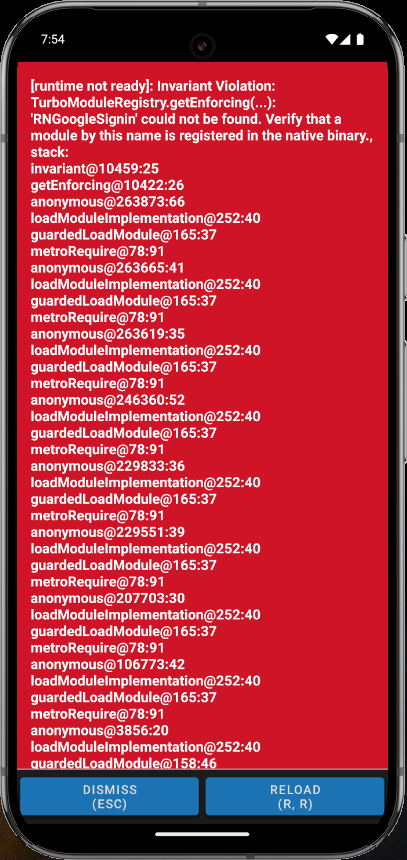 7:54
[runtime not ready]: Invariant Violation:
TurboModuleRegistry.getEnforcing(...):
'RNGoogleSignin' could not be found. Verify that a
module by this name is registered in the native binary.,
stack:
invariant@10459:25
getEnforcing@10422:26
anonymous@263873:66
loadModuleImplementation@252:40
guardedLoadModule@165:37
metroRequire@78:91
anonymous@263665:41
loadModuleImplementation@252:40
guardedLoadModule@165:37
metroRequire@78:91
anonymous@263619:35
loadModuleImplementation@252:40
guardedLoadModule@165:37
metroRequire@78:91
anonymous@246360:52
loadModuleImplementation@252:40
guardedLoadModule@165:37
metroRequire@78:91
anonymous@229833:36
loadModuleImplementation@252:40
guardedLoadModule@165:37
metroRequire@78:91
anonymous@229551:39
loadModuleImplementation@252:40
guardedLoadModule@165:37
metroRequire@78:91
anonymous@207703:30
loadModuleImplementation@252:40
guardedLoadModule@165:37
metroRequire@78:91
anonymous@106773:42
loadModuleImplementation@252:40
guardedLoadModule@165:37
metroRequire@78:91
anonymous@3856:20
loadModuleImplementation@252:40
guardedLoadModule@158:46
DISMISS
(ESC)
RELOAD
(R, R)